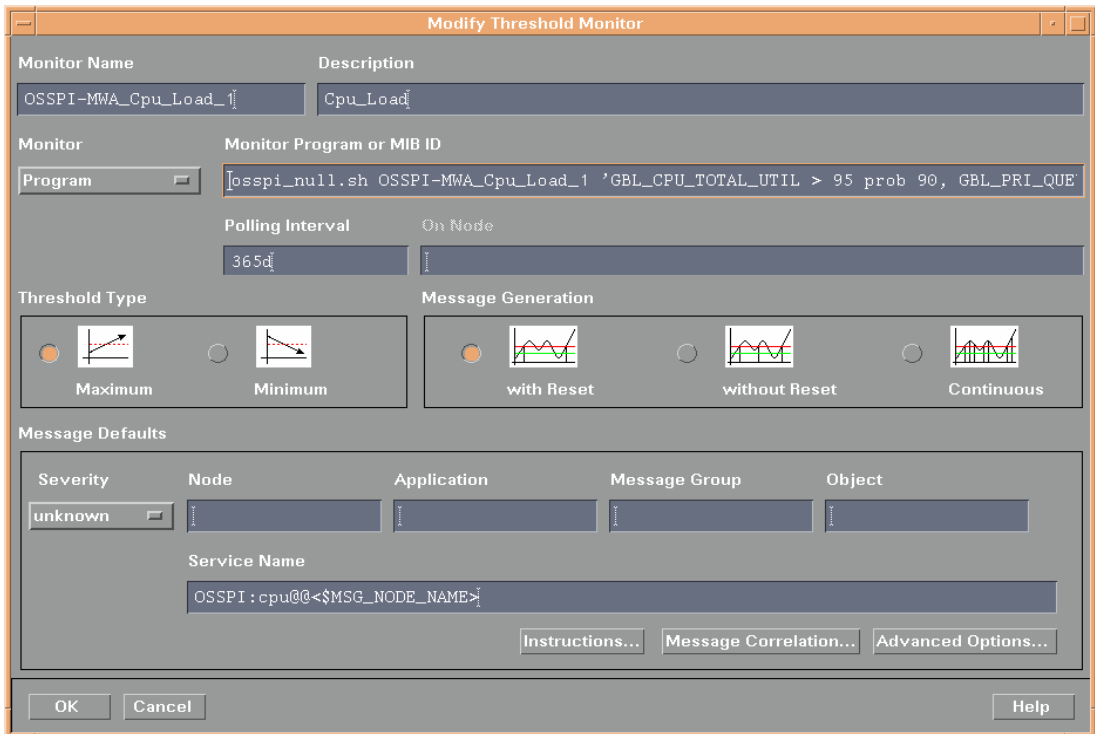 Modify Threshold Monitor
Monitor Name Description
OSSPI-MWA_Cpu_Load_1 Cpu_Load
Monitor Monitor Program or MIB ID
Program osspi_null.sh OSSPI-MWA_Cpu_Load_1 'GBL_CPU_TOTAL_UTIL > 95 prob 90, GBL_PRI_QUE
Polling Interval On Node
365d
Threshold Type Message Generation
Maximum Minimum with Reset without Reset Continuous
Message Defaults
Severity Node Application Message Group Object
unknown
Service Name
OSSPI:cpu@@<$MSG_NODE_NAME>
Instructions... Message Correlation... Advanced Options...
OK Cancel Help